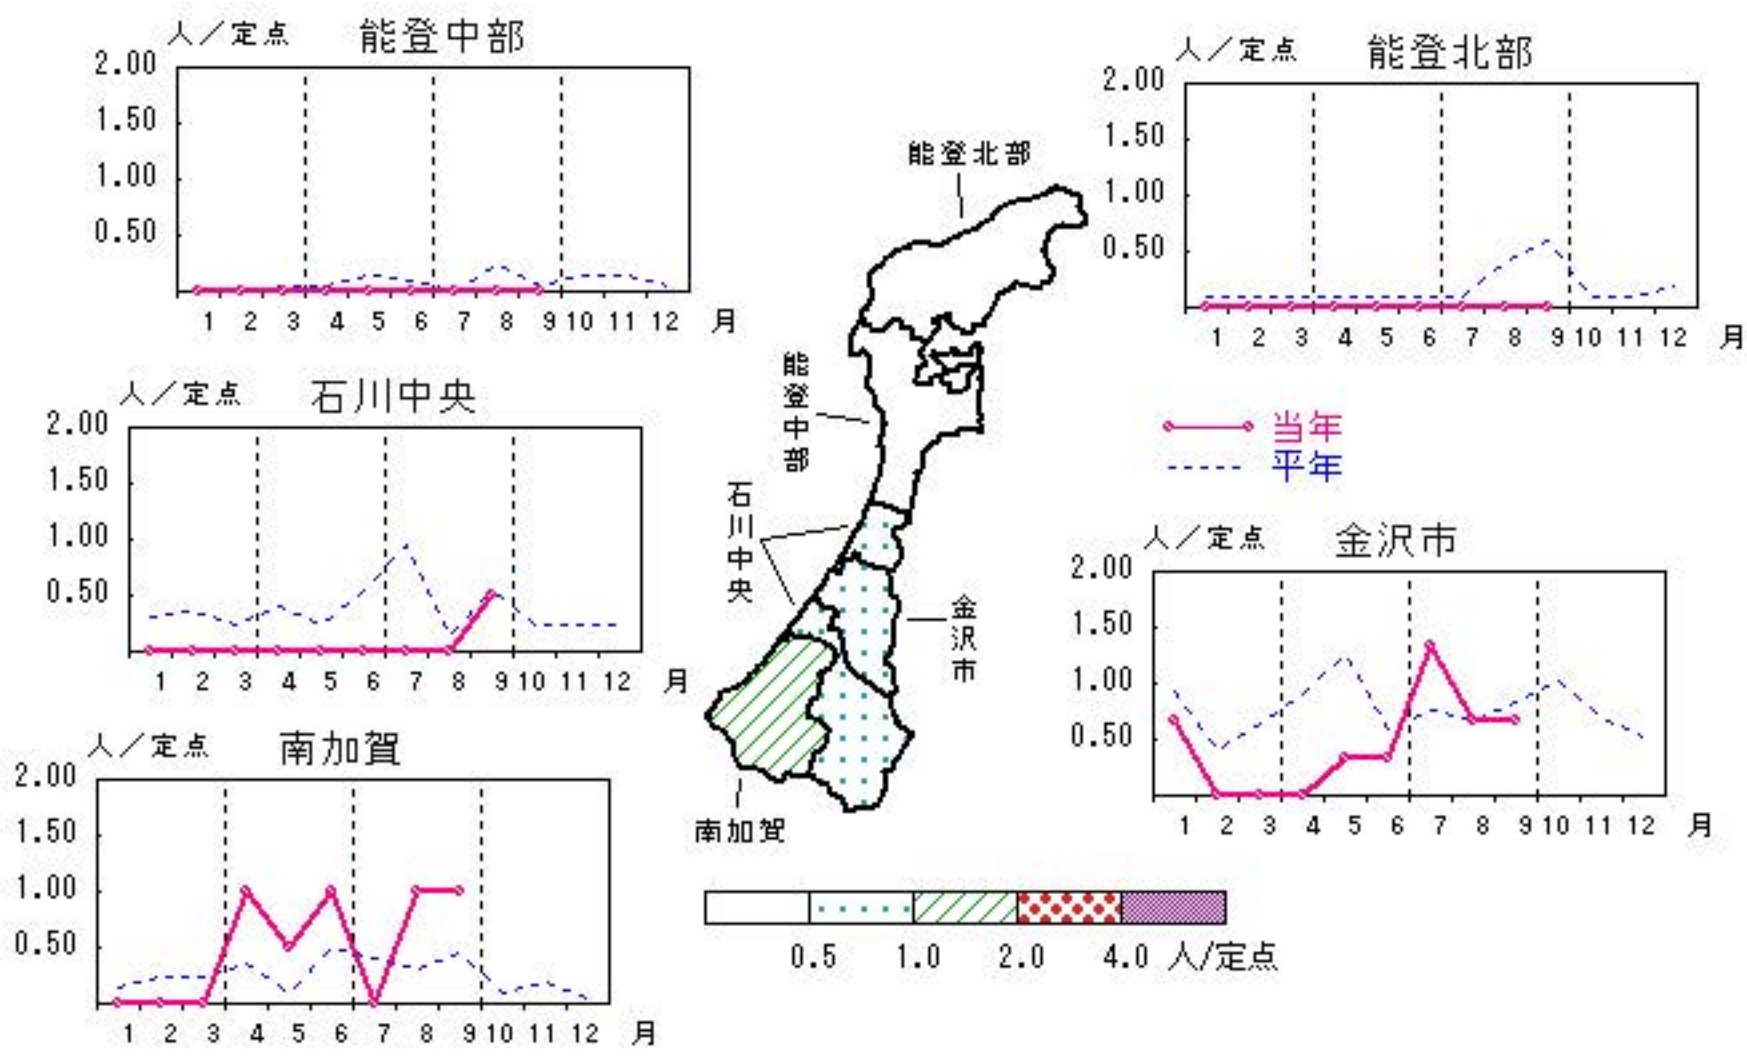 人／定点 能登中部
2.00
1.50
1.00
0.50
1 2 3 4 5 6 7 8 9 10 11 12 月
人／定点 能登北部
2.00
1.50
1.00
0.50
1 2 3 4 5 6 7 8 9 10 11 12 月
人／定点 石川中央
2.00
1.50
1.00
0.50
1 2 3 4 5 6 7 8 9 10 11 12 月
当年
平年
人／定点 金沢市
2.00
1.50
1.00
0.50
1 2 3 4 5 6 7 8 9 10 11 12 月
人／定点 南加賀
2.00
1.50
1.00
0.50
1 2 3 4 5 6 7 8 9 10 11 12 月
能登北部
能登中部
石川中央
金沢市
南加賀
0.5 1.0 2.0 4.0 人/定点